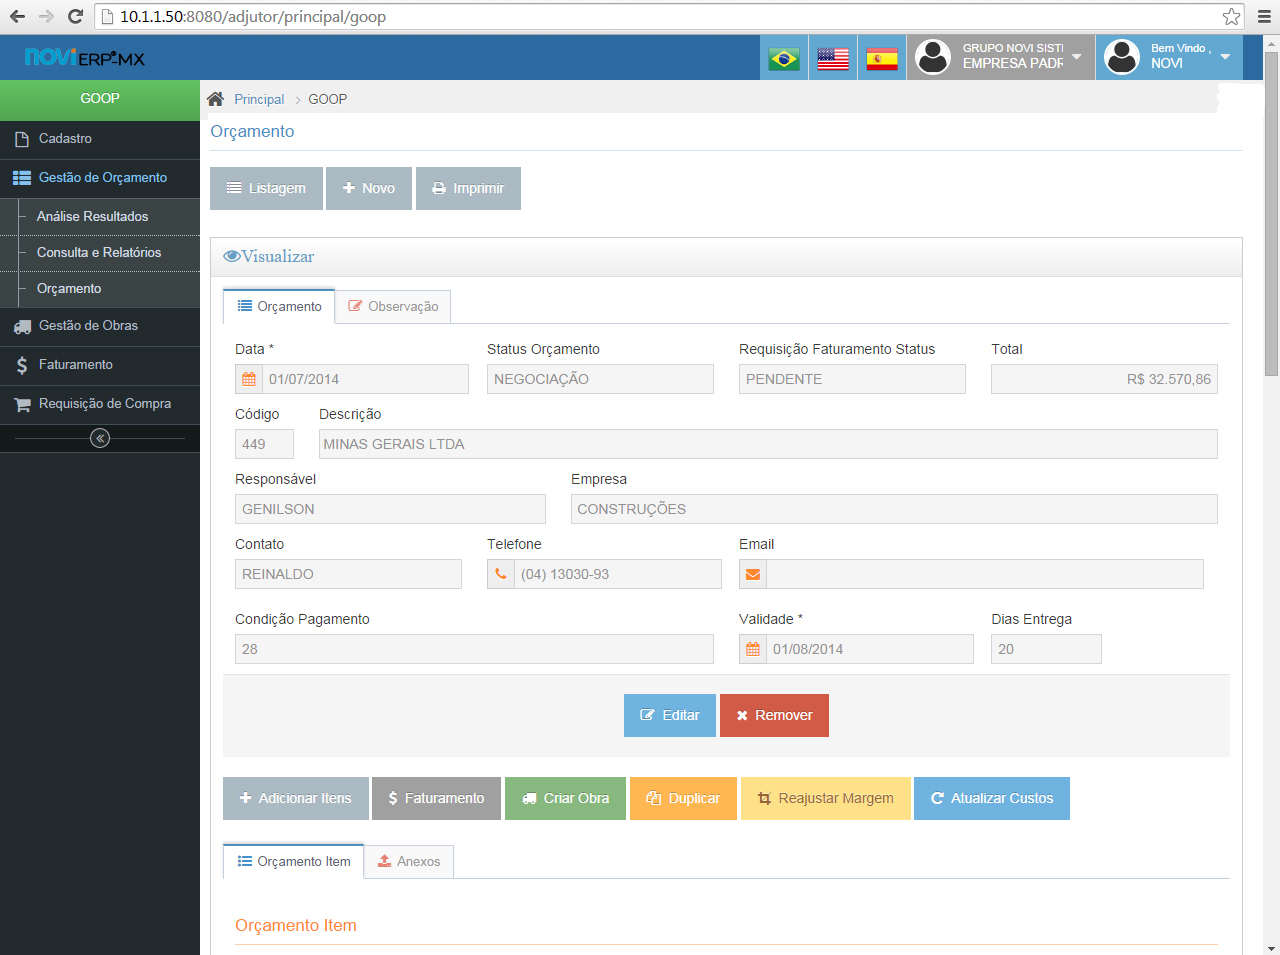 10.1.1.50:8080/adjutor/principal/goop
NOVI ERP MX
GRUPO NOVI SISTI
EMPRESA PADR
Bem Vindo ,
NOVI
GOOP
Principal > GOOP
Cadastro
Gestão de Orçamento
Análise Resultados
Consulta e Relatórios
Orçamento
Gestão de Obras
Faturamento
Requisição de Compra
Orçamento
Listagem Novo Imprimir
Visualizar
Orçamento Observação
Data * Status Orçamento Requisição Faturamento Status Total
01/07/2014 NEGOCIAÇÃO PENDENTE R$ 32.570,86
Código Descrição
449 MINAS GERAIS LTDA
Responsável Empresa
GENILSON CONSTRUÇÕES
Contato Telefone Email
REINALDO (04) 13030-93
Condição Pagamento Validade * Dias Entrega
28 01/08/2014 20
Editar Remover
Adicionar Itens Faturamento Criar Obra Duplicar Reajustar Margem Atualizar Custos
Orçamento Item Anexos
Orçamento Item